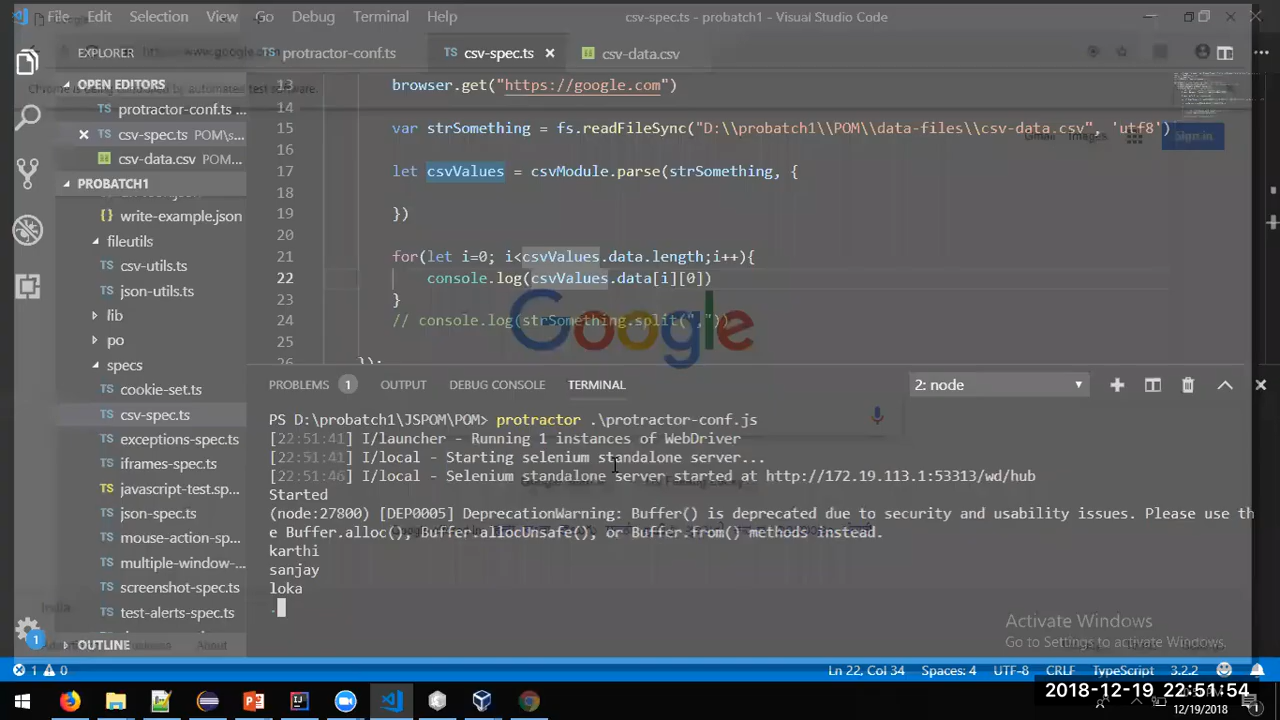 File Edit Selection View Go Debug Terminal Help csv-spec.ts - probatch1 - Visual Studio Code
EXPLORER
protractor-conf.ts csv-spec.ts csv-data.csv
OPEN EDITORS
protractor-conf.ts
csv-spec.ts POM\s...
csv-data.csv POM...
PROBATCH1
write-example.json
fileutils
csv-utils.ts
json-utils.ts
lib
po
specs
cookie-set.ts
csv-spec.ts
exceptions-spec.ts
iframes-spec.ts
javascript-test.sp...
json-spec.ts
mouse-action-sp...
multiple-window-...
screenshot-spec.ts
test-alerts-spec.ts
OUTLINE
13 browser.get("https://google.com")
14
15 var strSomething = fs.readFileSync("D:\\probatch1\\POM\\data-files\\csv-data.csv", 'utf8')
16
17 let csvValues = csvModule.parse(strSomething, {
18
19 })
20
21 for(let i=0; i<csvValues.data.length;i++){
22 console.log(csvValues.data[i][0])
23 }
24 // console.log(strSomething.split(","))
25
26 });
Gmail Images Sign in
Google
PROBLEMS 1 OUTPUT DEBUG CONSOLE TERMINAL 2: node
PS D:\probatch1\JSPOM\POM> protractor .\protractor-conf.js
[22:51:41] I/launcher - Running 1 instances of WebDriver
[22:51:41] I/local - Starting selenium standalone server...
[22:51:46] I/local - Selenium standalone server started at http://172.19.113.1:53313/wd/hub
Started
(node:27800) [DEP0005] DeprecationWarning: Buffer() is deprecated due to security and usability issues. Please use th
e Buffer.alloc(), Buffer.allocUnsafe(), or Buffer.from() methods instead.
karthi
sanjay
loka
.
India
About
Activate Windows
Go to Settings to activate Windows.
1
1 0 Ln 22, Col 34 Spaces: 4 UTF-8 CRLF TypeScript 3.2.2
2018-12-19 22:51:54
12/19/2018